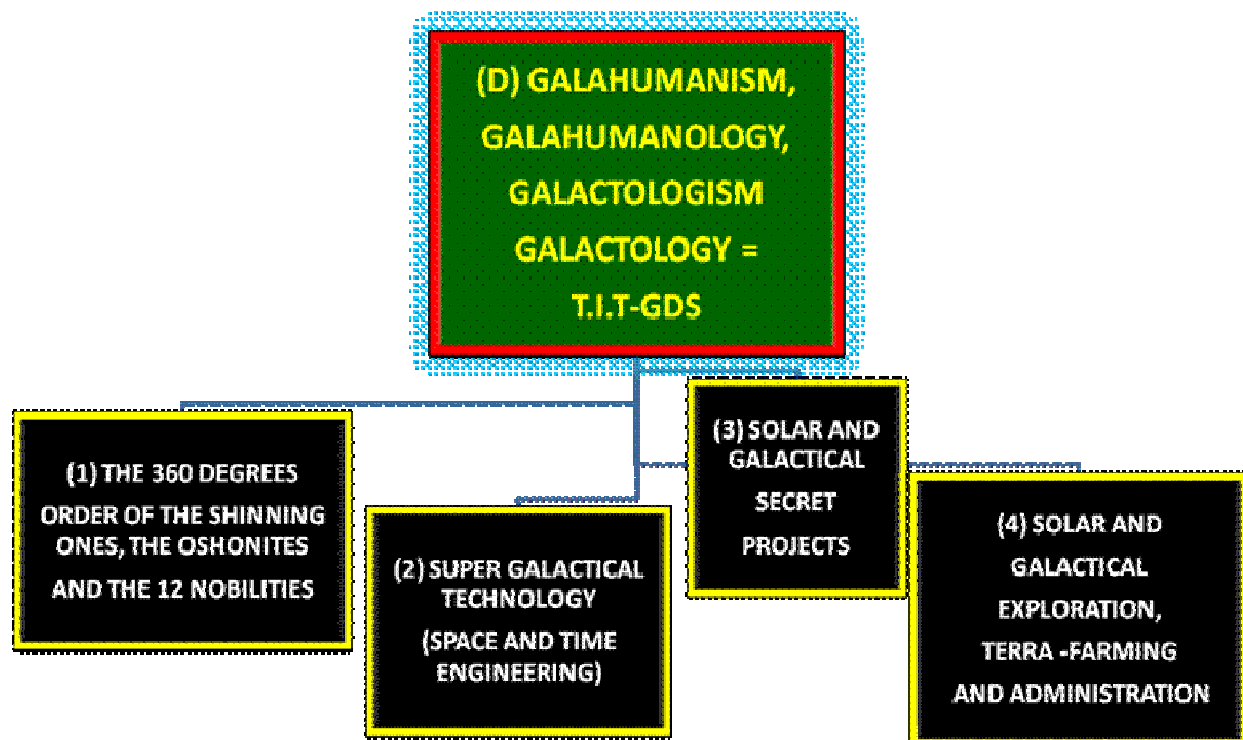 (D) GALAHUMANISM,
GALAHUMANOLOGY,
GALACTOLOGISM
GALACTOLOGY =
T.I.T-GDS
(1) THE 360 DEGREES
ORDER OF THE SHINNING
ONES, THE OSHONITES
AND THE 12 NOBILITIES
(2) SUPER GALACTICAL
TECHNOLOGY
(SPACE AND TIME
ENGINEERING)
(3) SOLAR AND
GALACTICAL
SECRET
PROJECTS
(4) SOLAR AND
GALACTICAL
EXPLORATION,
TERRA -FARMING
AND ADMINISTRATION